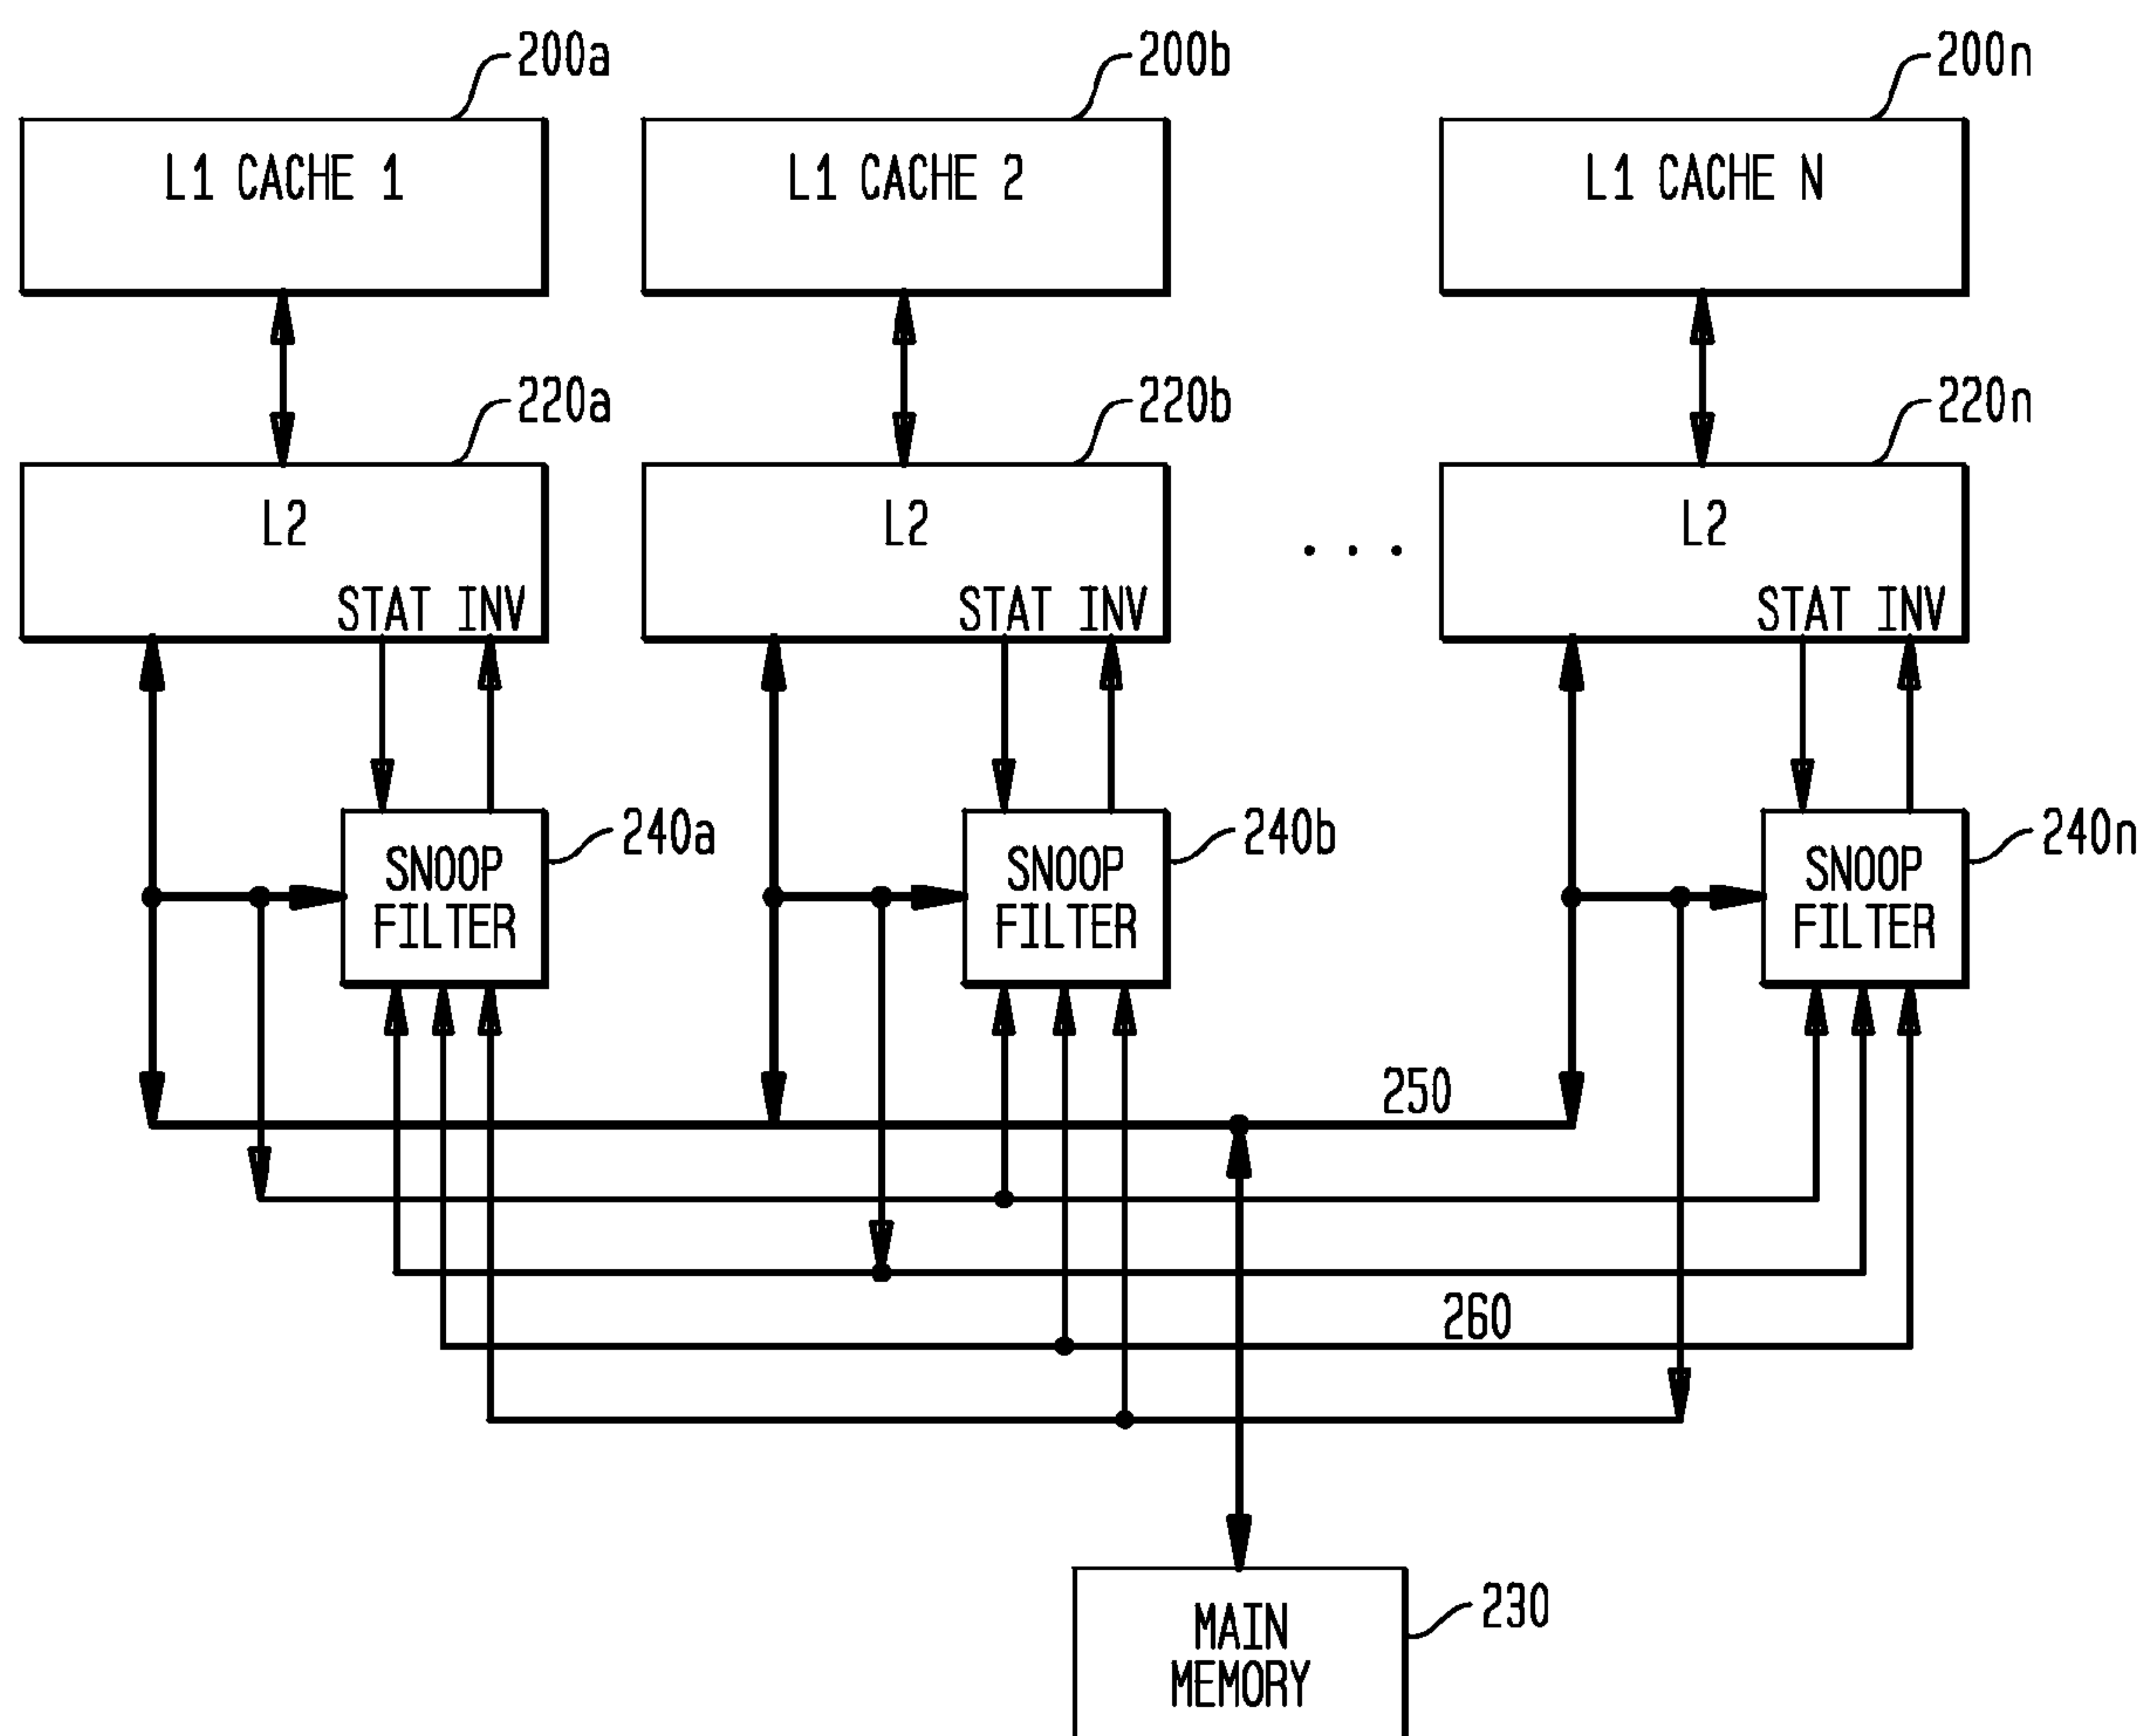 200a
200b
200n
L1 CACHE 1
L1 CACHE 2
L1 CACHE N
220a
220b
220n
L2
L2
. . .
L2
STAT INV
STAT INV
STAT INV
240a
240b
240n
SNOOP
FILTER
SNOOP
FILTER
SNOOP
FILTER
250
260
230
MAIN
MEMORY